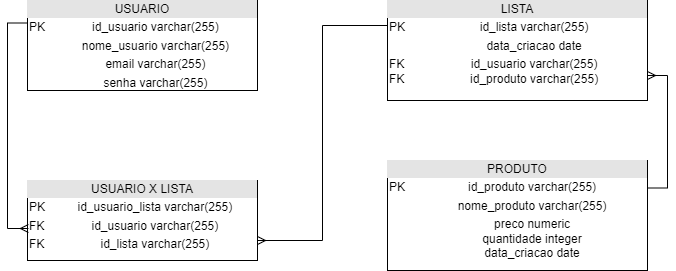 USUARIO
PK id_usuario varchar(255)
nome_usuario varchar(255)
email varchar(255)
senha varchar(255)
LISTA
PK id_lista varchar(255)
data_criacao date
FK id_usuario varchar(255)
FK id_produto varchar(255)
USUARIO X LISTA
PK id_usuario_lista varchar(255)
FK id_usuario varchar(255)
FK id_lista varchar(255)
PRODUTO
PK id_produto varchar(255)
nome_produto varchar(255)
preco numeric
quantidade integer
data_criacao date